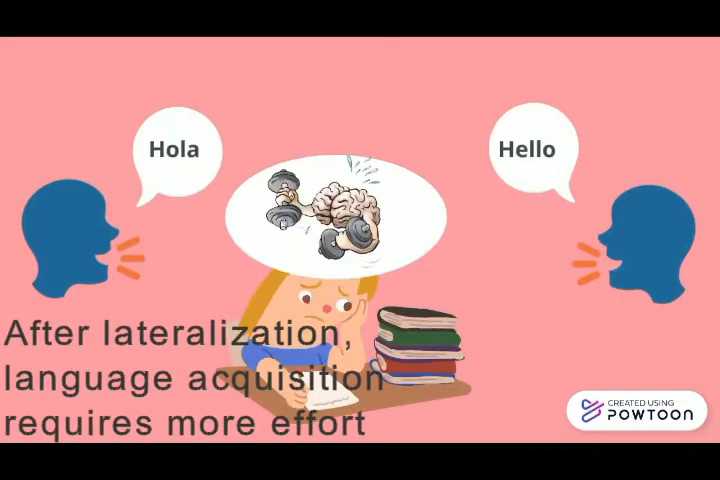 Hola
Hello
After lateralization,
language acquisition
requires more effort
CREATED USING
POWTOON